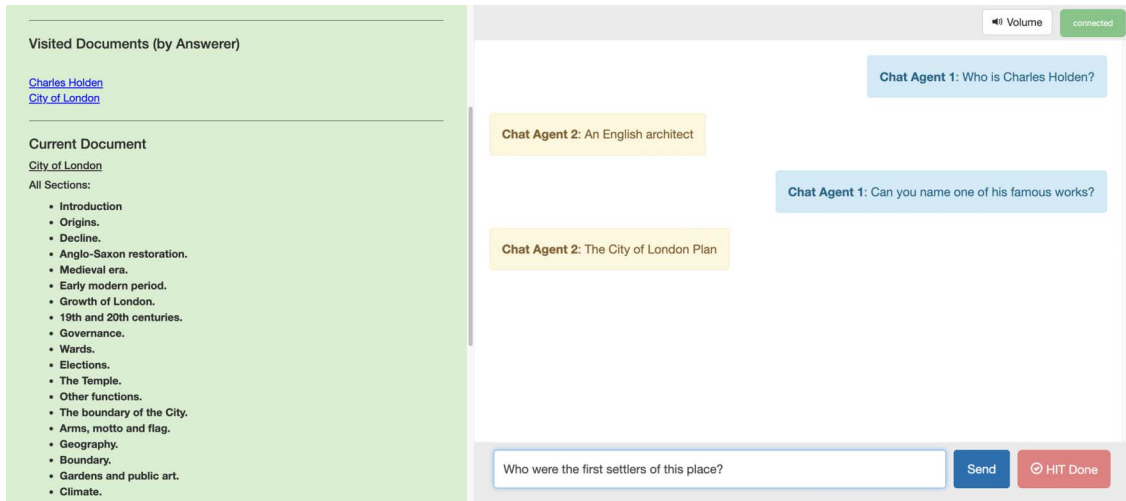 Visited Documents (by Answerer)
Charles Holden
City of London
Current Document
City of London
All Sections:
Introduction
Origins.
Decline.
Anglo-Saxon restoration.
Medieval era.
Early modern period.
Growth of London.
19th and 20th centuries.
Governance.
Wards.
Elections.
The Temple.
Other functions.
The boundary of the City.
Arms, motto and flag.
Geography.
Boundary.
Gardens and public art.
Climate.
Volume
connected
Chat Agent 1: Who is Charles Holden?
Chat Agent 2: An English architect
Chat Agent 1: Can you name one of his famous works?
Chat Agent 2: The City of London Plan
Who were the first settlers of this place?
Send
HIT Done